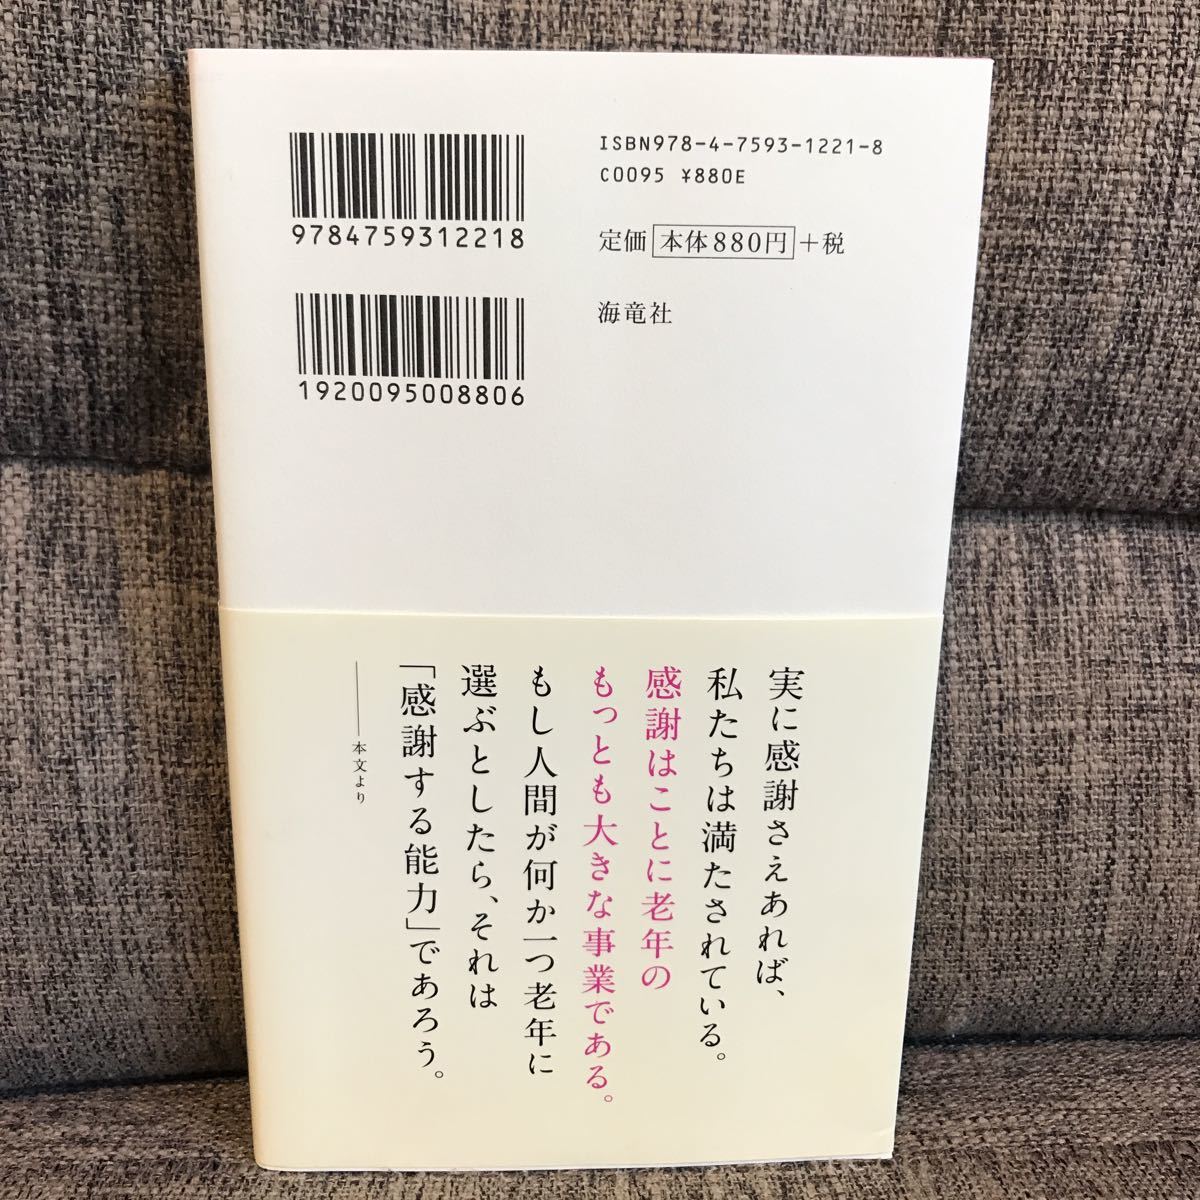 9784759312218
1920095008806
ISBN978-4-7593-1221-8
C0095 ¥880E
定価 本体880円 +税
海竜社
実に感謝さえあれば、
私たちは満たされている。
感謝はことに老年の
もっとも大きな事業である。
もし人間が何か一つ老年に
選ぶとしたら、それは
「感謝する能力」であろう。
――本文より